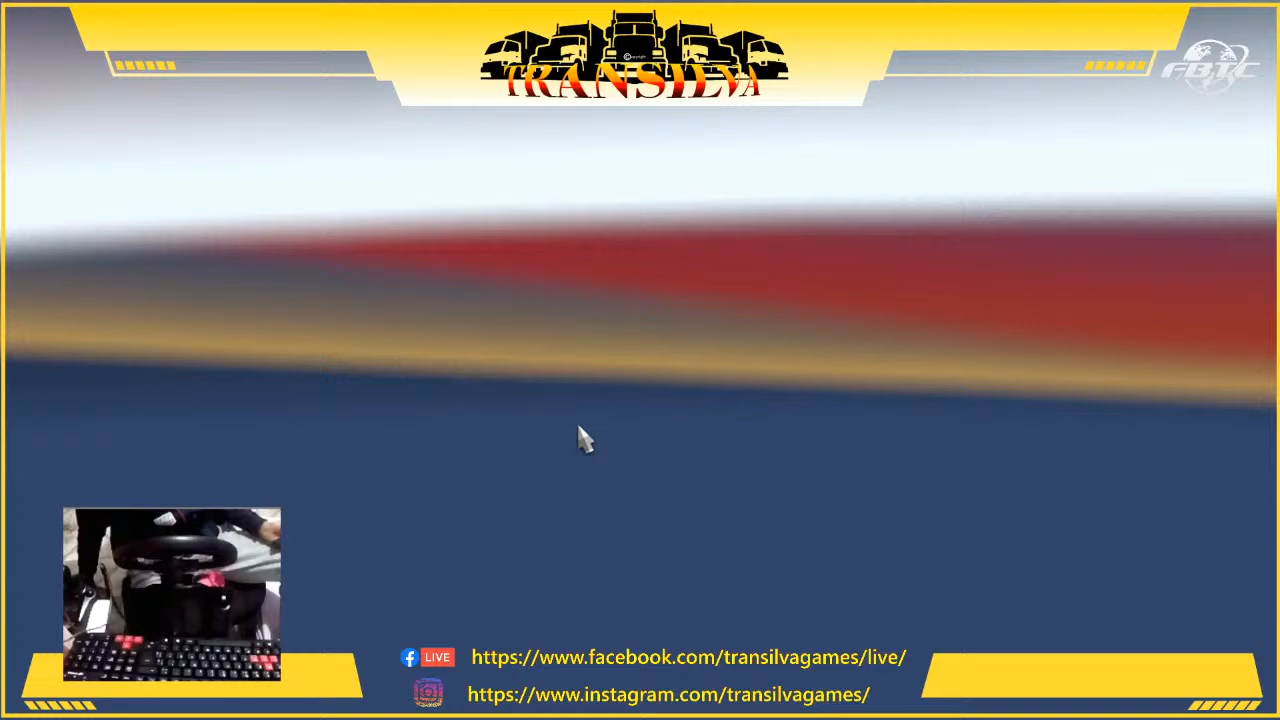 TRANSILVA
FBTC
LIVE https://www.facebook.com/transilvagames/live/
https://www.instagram.com/transilvagames/